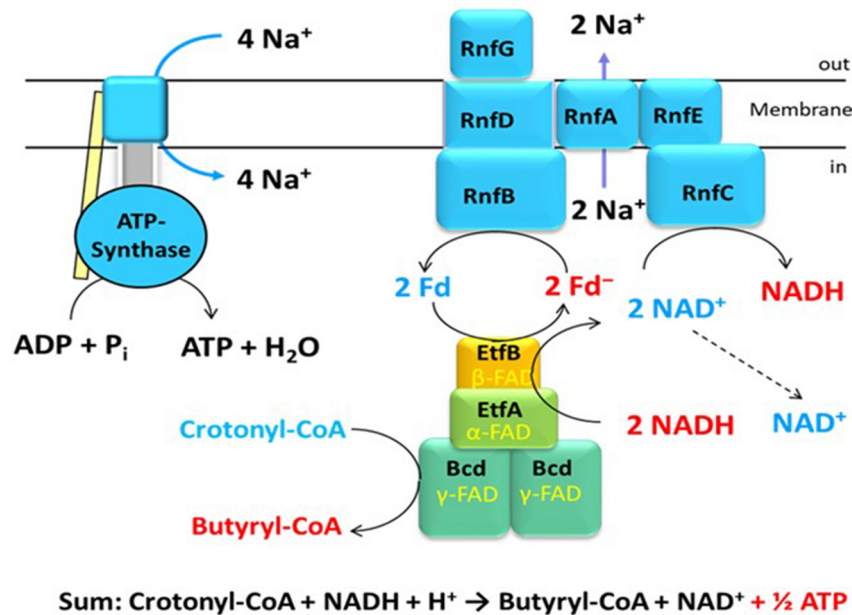 4 Na⁺
RnfG
2 Na⁺
out
RnfD
RnfA
RnfE
Membrane
in
4 Na⁺
RnfB
2 Na⁺
RnfC
ATP-
Synthase
2 Fd
2 Fd⁻
2 NAD⁺
NADH
ADP + Pᵢ
ATP + H₂O
EtfB
β-FAD
EtfA
α-FAD
Crotonyl-CoA
2 NADH
NAD⁺
Bcd
γ-FAD
Bcd
γ-FAD
Butyryl-CoA
Sum: Crotonyl-CoA + NADH + H⁺ → Butyryl-CoA + NAD⁺ + ½ ATP